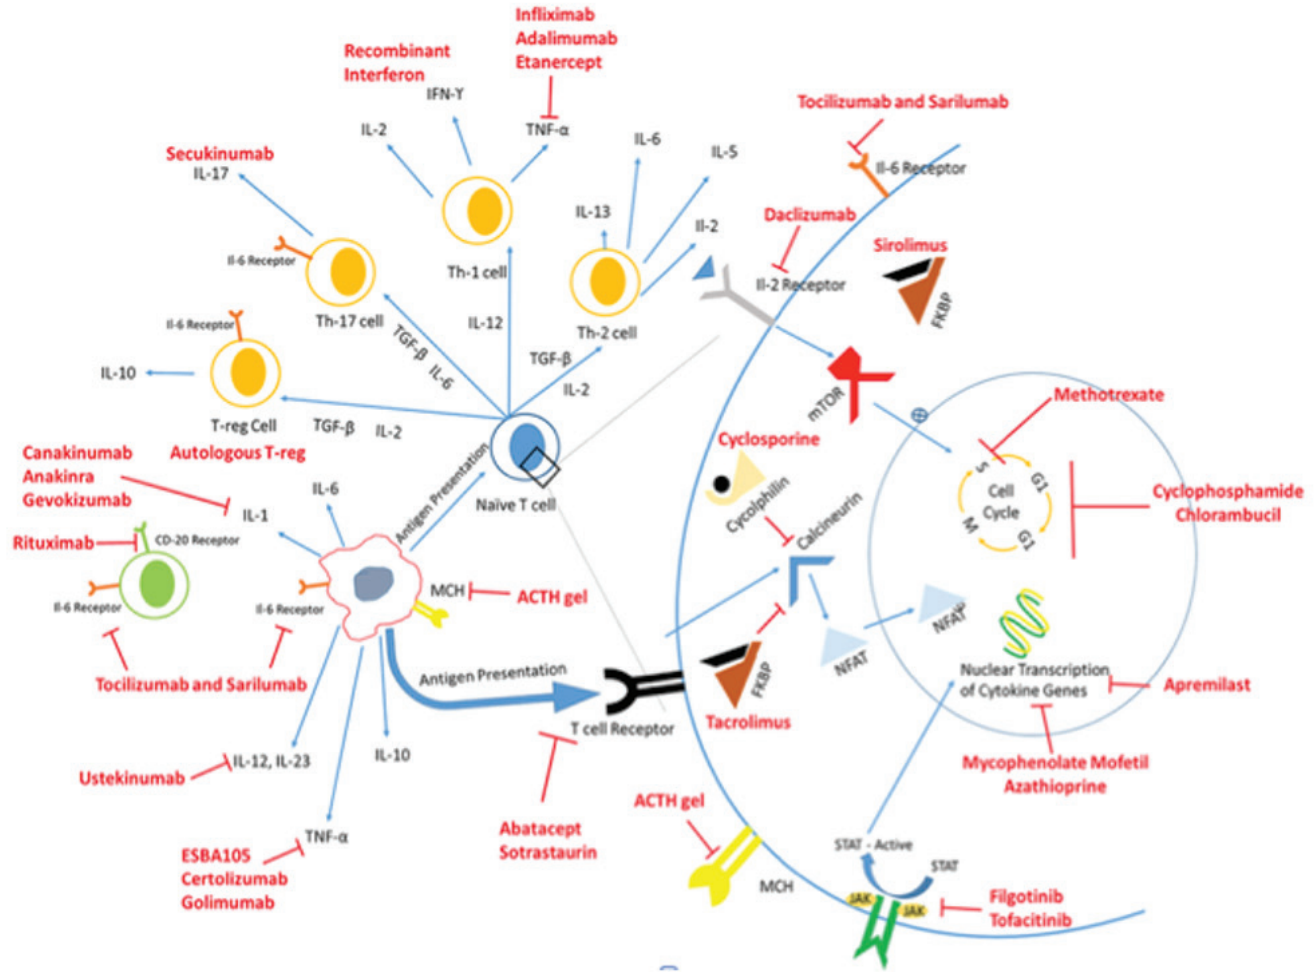 Infliximab
Adalimumab
Etanercept
Recombinant
Interferon
IFN-Y
IL-2
TNF-α
IL-6
IL-5
Tocilizumab and Sarilumab
Il-6 Receptor
Secukinumab
IL-17
IL-13
Il-2
Daclizumab
Il-2 Receptor
Sirolimus
FKBP
Il-6 Receptor
Th-17 cell
Th-1 cell
Th-2 cell
IL-12
TGF-β
IL-6
TGF-β
IL-2
Il-6 Receptor
IL-10
T-reg Cell
TGF-β
IL-2
Autologous T-reg
mTOR
Methotrexate
Canakinumab
Anakinra
Gevokizumab
IL-6
IL-1
Antigen Presentation
Naïve T cell
Cyclosporine
Cycolphilin
Calcineurin
S
G1
Cell
Cycle
M
G1
Cyclophosphamide
Chlorambucil
Rituximab
CD-20 Receptor
Il-6 Receptor
Il-6 Receptor
MCH
ACTH gel
NFAT
NFAT
Tocilizumab and Sarilumab
Antigen Presentation
T cell Receptor
FKBP
Tacrolimus
Nuclear Transcription
of Cytokine Genes
Apremilast
Mycophenolate Mofetil
Azathioprine
Ustekinumab
IL-12, IL-23
IL-10
TNF-α
ESBA105
Certolizumab
Golimumab
Abatacept
Sotrastaurin
ACTH gel
MCH
STAT - Active
STAT
JAK
JAK
Filgotinib
Tofacitinib